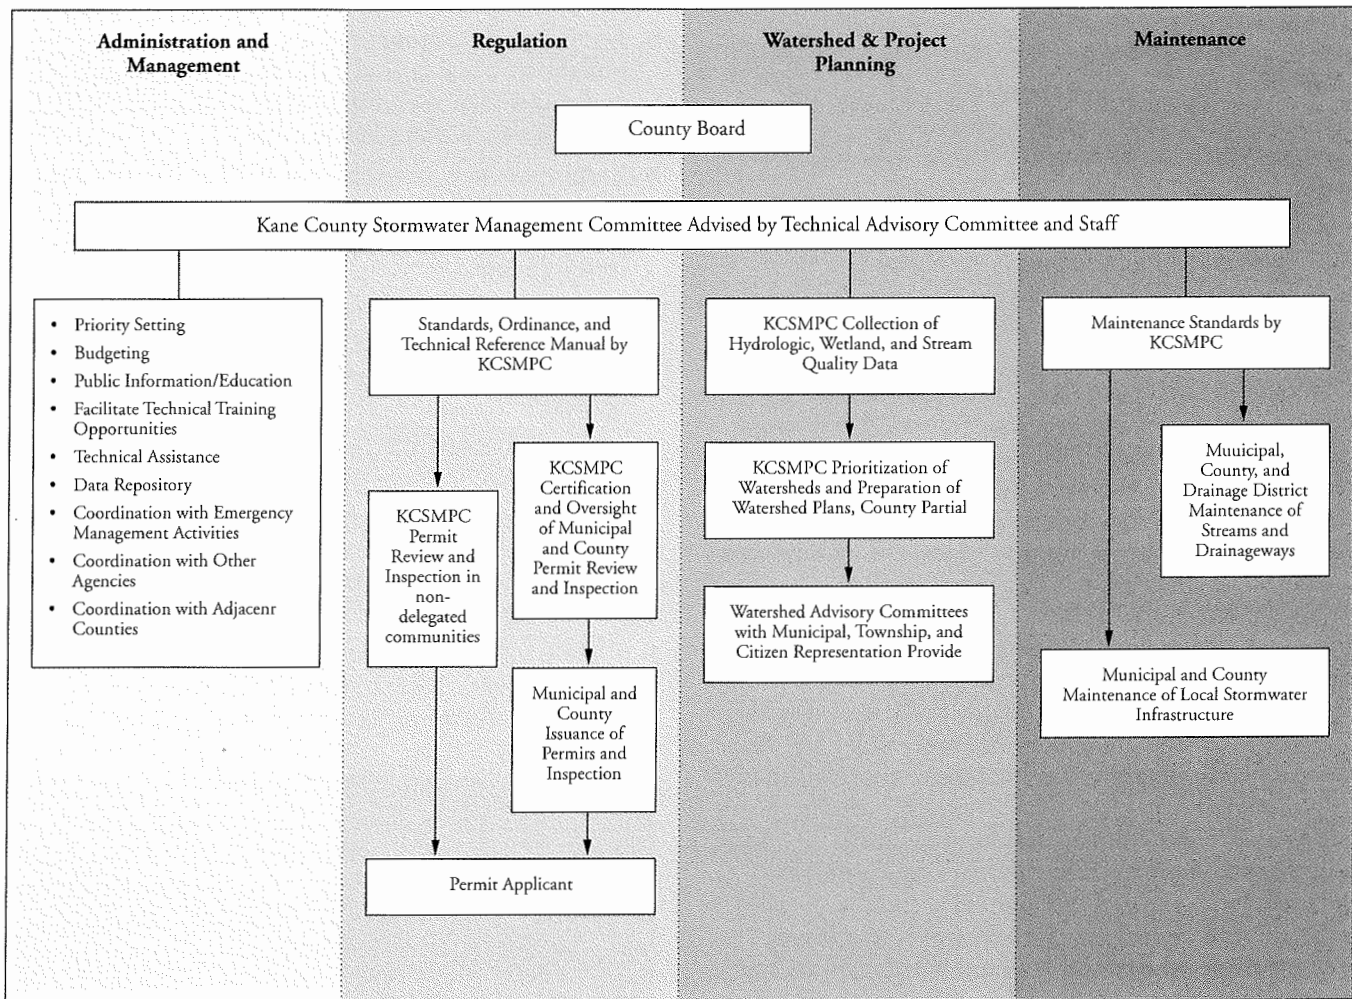 Administration and
Management
Regulation
Watershed & Project
Planning
Maintenance
County Board
Kane County Stormwater Management Committee Advised by Technical Advisory Committee and Staff
• Priority Setting
• Budgeting
• Public Information/Education
• Facilitate Technical Training
Opportunities
• Technical Assistance
• Data Repository
• Coordination with Emergency
Management Activities
• Coordination with Other
Agencies
• Coordination with Adjacenr
Counties
Standards, Ordinance, and
Technical Reference Manual by
KCSMPC
KCSMPC
Permit
Review and
Inspection in
non-
delegated
communities
KCSMPC
Certification
and Oversight
of Municipal
and County
Permit Review
and Inspection
Municipal and
County
Issuance of
Permirs and
Inspection
Permit Applicant
KCSMPC Collection of
Hydrologic, Wetland, and Stream
Quality Data
KCSMPC Prioritization of
Watersheds and Preparation of
Watershed Plans, County Partial
Watershed Advisory Committees
with Municipal, Township, and
Citizen Representation Provide
Maintenance Standards by
KCSMPC
Muuicipal,
County, and
Drainage District
Maintenance of
Streams and
Drainageways
Municipal and County
Maintenance of Local Stormwater
Infrastructure